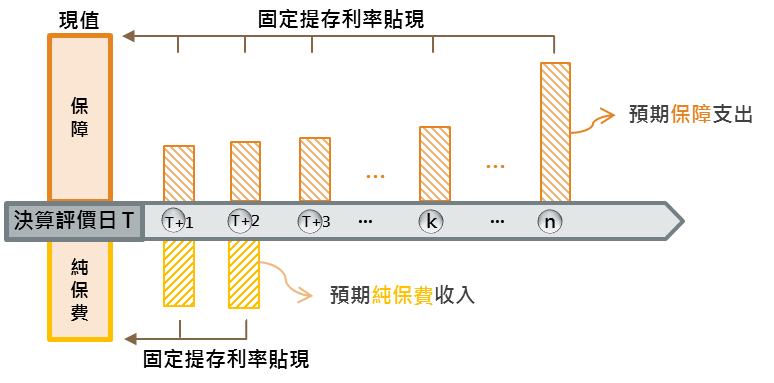 現值
固定提存利率貼現
保障
預期保障支出
...
...
決算評價日T
T+1
T+2
T+3
...
k
...
n
純保費
預期純保費收入
固定提存利率貼現